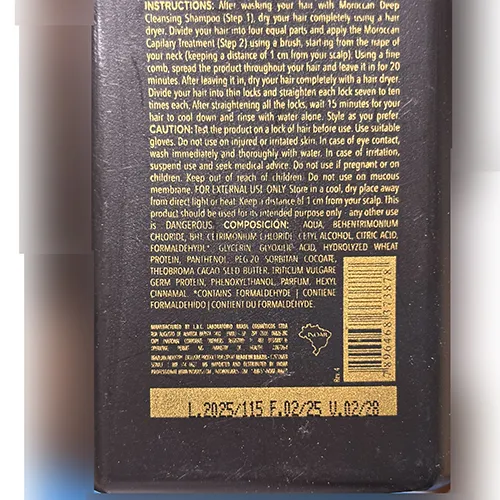 INSTRUCTIONS: After washing your hair with Moroccan Deep
Cleansing Shampoo (Step 1), dry your hair completely using a hair
dryer. Divide your hair into four equal parts and apply the Moroccan
Capilary Treatment (Step 2) using a brush, starting from the nape of
your neck (keeping a distance of 1 cm from your scalp). Using a fine
comb, spread the product throughout your hair and leave it in for 20
minutes. After leaving it in, dry your hair completely with a hair dryer.
Divide your hair into thin locks and straighten each lock seven to ten
times each. After straightening all the locks, wait 15 minutes for your
hair to cool down and rinse with water alone. Style as you prefer.
CAUTION: Test the product on a lock of hair before use. Use suitable
gloves. Do not use on injured or irritated skin. In case of eye contact,
wash immediately and thoroughly with water. In case of irritation,
suspend use and seek medical advice. Do not use if pregnant or on
children. Keep out of reach of children. Do not use on mucous
membrane. FOR EXTERNAL USE ONLY. Store in a cool, dry place away
from direct light or heat. Keep a distance of 1 cm from your scalp. This
product should be used for its intended purpose only - any other use
is DANGEROUS. COMPOSICIÓN: AQUA, BEHENTRIMONIUM
CHLORIDE, BHT, CETRIMONIUM CHLORIDE, CETYL ALCOHOL, CITRIC ACID,
FORMALDEHYDE*, GLYCERIN, GLYOXILIC ACID, HYDROLYZED WHEAT
PROTEIN, PANTHENOL, PEG 20 SORBITAN COCOATE,
THEOBROMA CACAO SEED BUTTER, TRITICUM VULGARE
GERM PROTEIN, PHENOXYETHANOL, PARFUM, HEXYL
CINNAMAL. *CONTAINS FORMALDEHYDE | CONTIENE
FORMALDEHIDO | CONTIENT DU FORMALDEHYDE.
MANUFACTURED BY
MADE IN BRAZIL
Rev. 4
L.2025/115 F.02/25 U.02/28